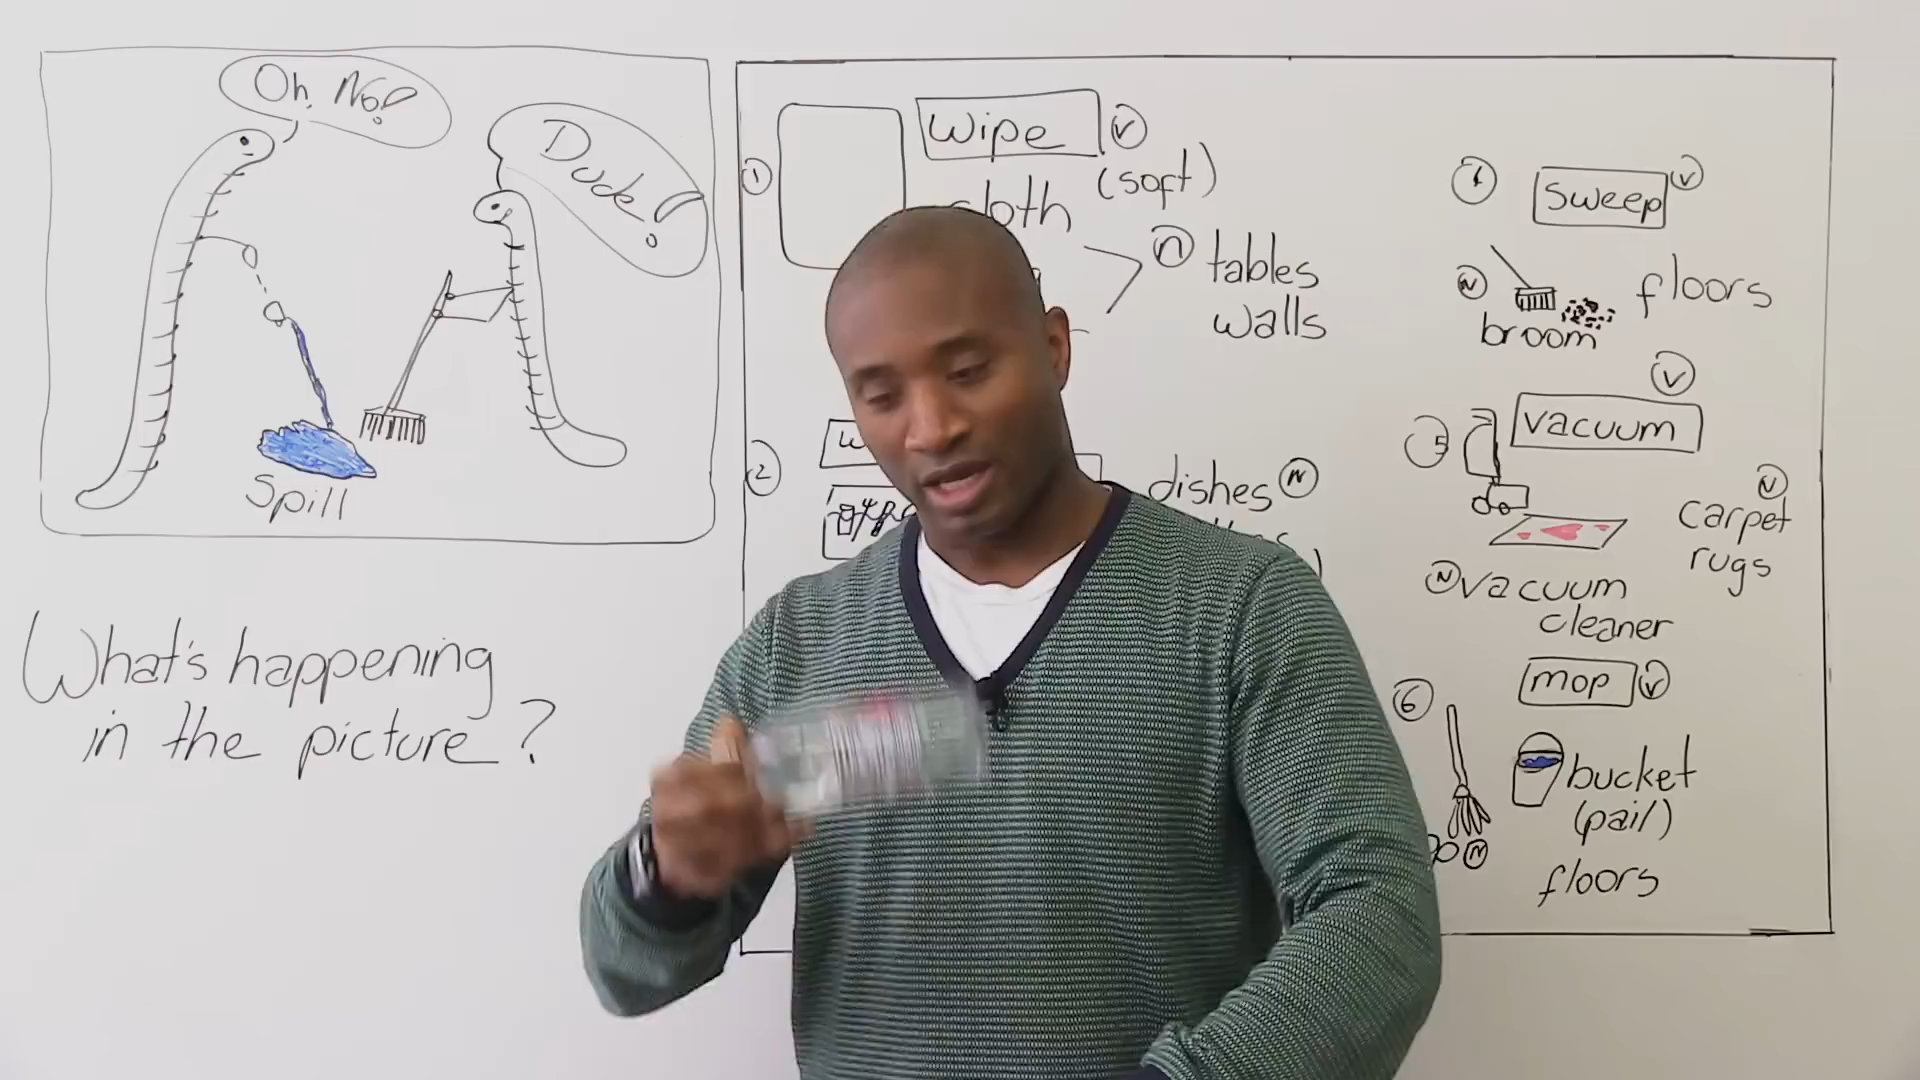 Oh, No!
Dude!
Spill
What's happening
in the picture?
1
wipe v
(soft)
cloth
n tables
walls
2
dishes N
sweep v
N
broom
floors
v
5
vacuum
N
carpet
rugs
N vacuum
cleaner
6
mop v
bucket
(pail)
N
floors